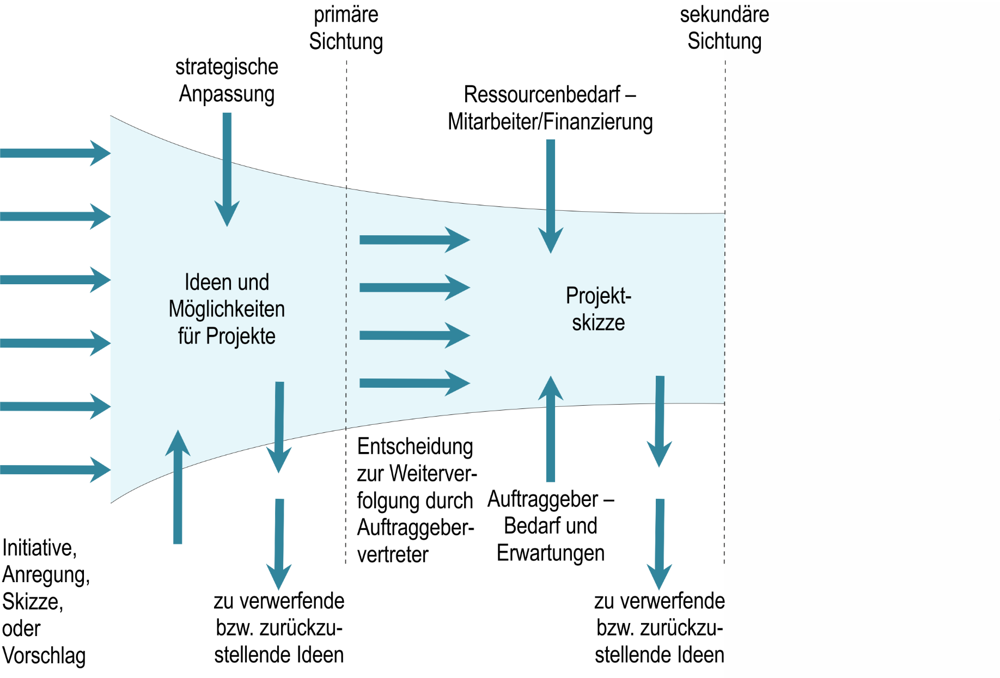 primäre
Sichtung
sekundäre
Sichtung
strategische
Anpassung
Ressourcenbedarf –
Mitarbeiter/Finanzierung
Ideen und
Möglichkeiten
für Projekte
Projekt-
skizze
Entscheidung
zur Weiterver-
folgung durch
Auftraggeber-
vertreter
Auftraggeber –
Bedarf und
Erwartungen
Initiative,
Anregung,
Skizze,
oder
Vorschlag
zu verwerfende
bzw. zurückzu-
stellende Ideen
zu verwerfende
bzw. zurückzu-
stellende Ideen